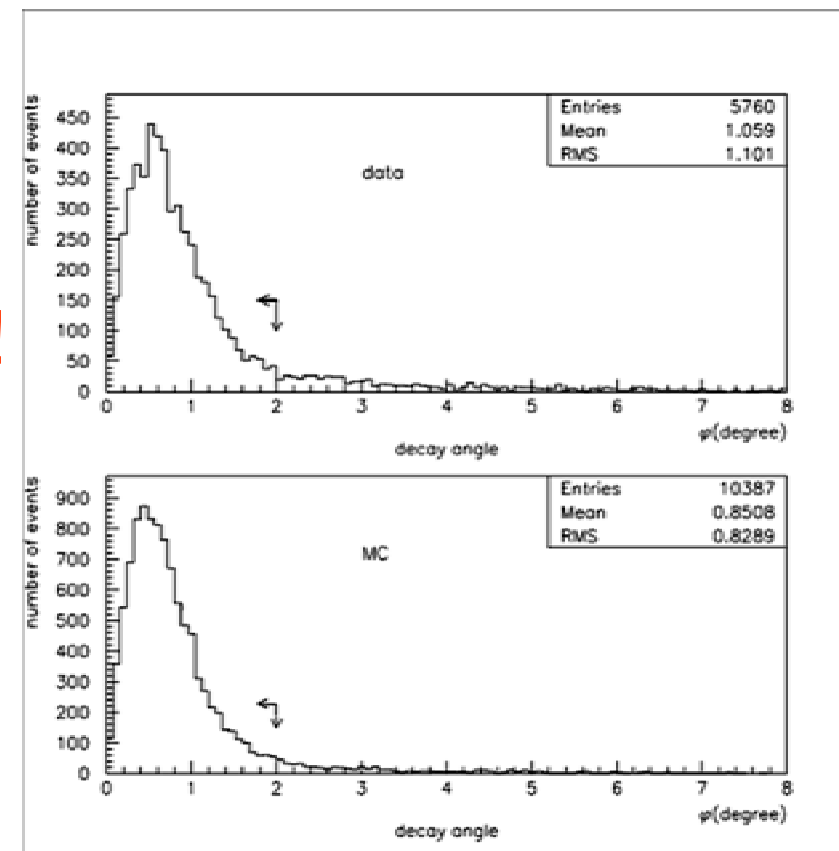 number of events
450
400
350
300
250
200
150
100
50
0
data
Entries 5760
Mean 1.059
RMS 1.101
0 1 2 3 4 5 6 7 8
φ(degree)
decay angle
number of events
900
800
700
600
500
400
300
200
100
0
MC
Entries 10387
Mean 0.8508
RMS 0.8289
0 1 2 3 4 5 6 7 8
φ(degree)
decay angle